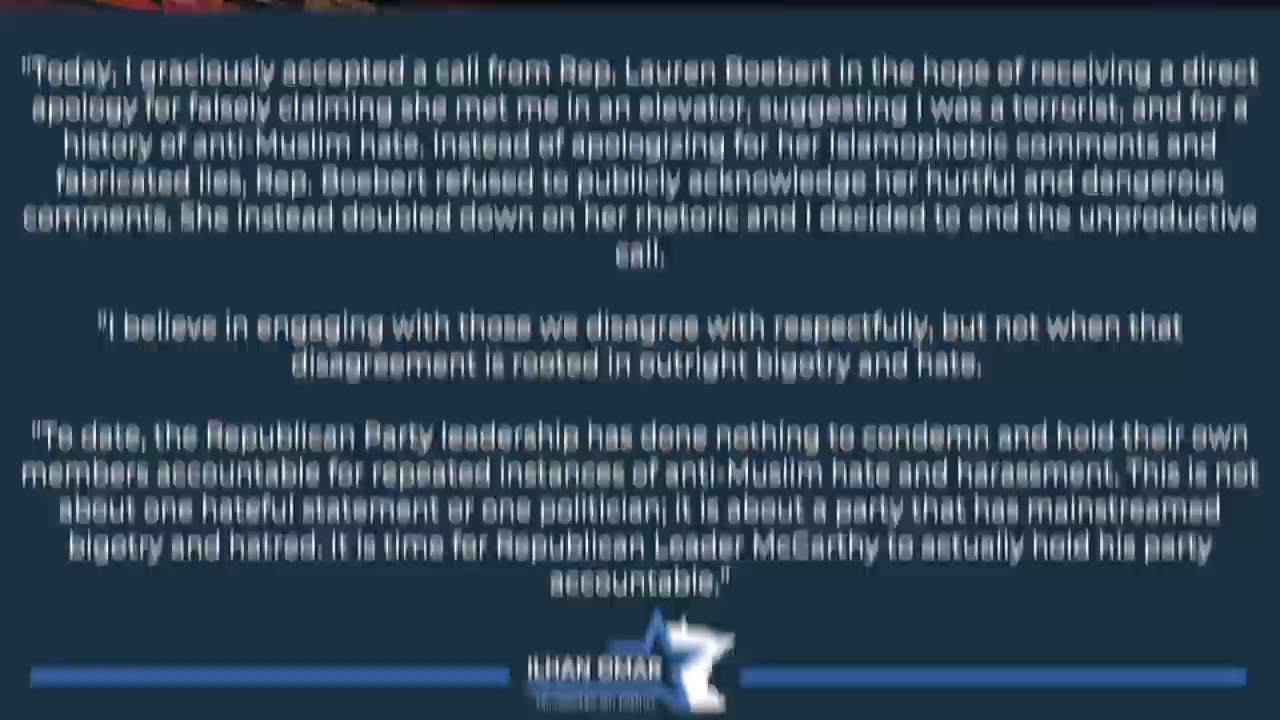 "Today, I graciously accepted a call from Rep. Lauren Boebert in the hope of receiving a direct
apology for falsely claiming she met me in an elevator, suggesting I was a terrorist, and for a
history of anti-Muslim hate. Instead of apologizing for her Islamophobic comments and
fabricated lies, Rep. Boebert refused to publicly acknowledge her hurtful and dangerous
comments. She instead doubled down on her rhetoric and I decided to end the unproductive
call.
"I believe in engaging with those we disagree with respectfully, but not when that
disagreement is rooted in outright bigotry and hate.
"To date, the Republican Party leadership has done nothing to condemn and hold their own
members accountable for repeated instances of anti-Muslim hate and harassment. This is not
about one hateful statement or one politician; it is about a party that has mainstreamed
bigotry and hatred. It is time for Republican Leader McCarthy to actually hold his party
accountable."
ILHAN OMAR